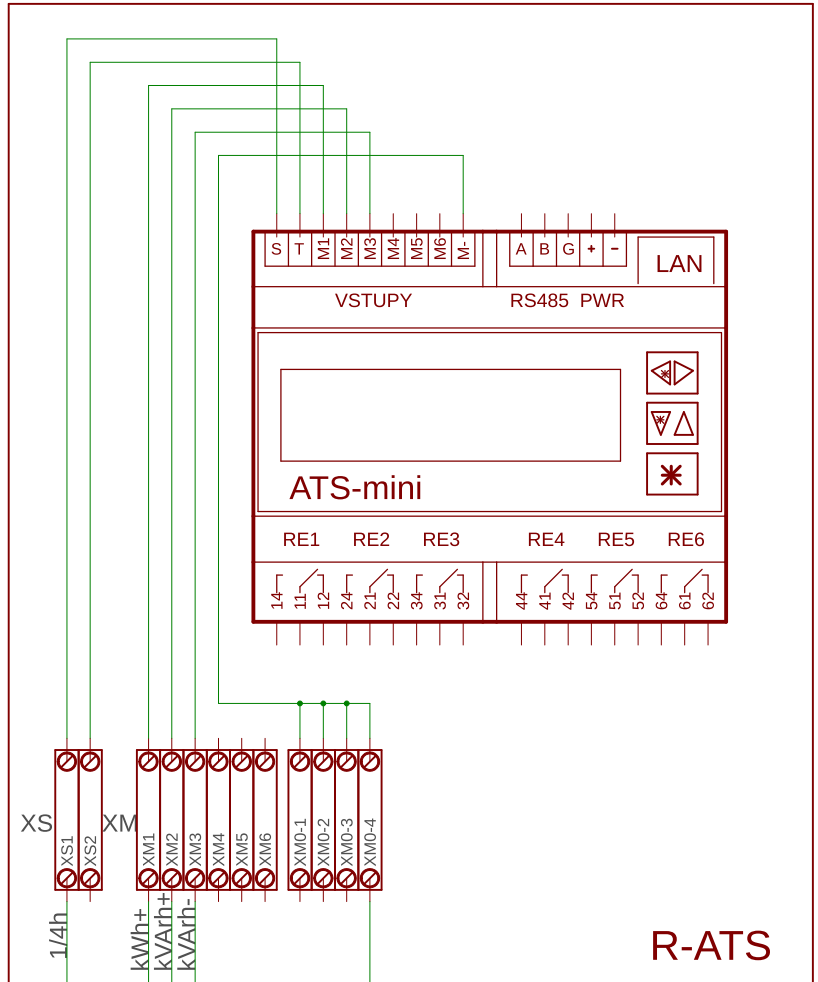 S T M1 M2 M3 M4 M5 M6 M- A B G + - LAN
VSTUPY RS485 PWR
ATS-mini
RE1 RE2 RE3 RE4 RE5 RE6
14 11 12 24 21 22 34 31 32 44 41 42 54 51 52 64 61 62
XS XM
XS1 XS2 XM1 XM2 XM3 XM4 XM5 XM6 XM0-1 XM0-2 XM0-3 XM0-4
1/4h kWh+ kVArh+ kVArh-
R-ATS